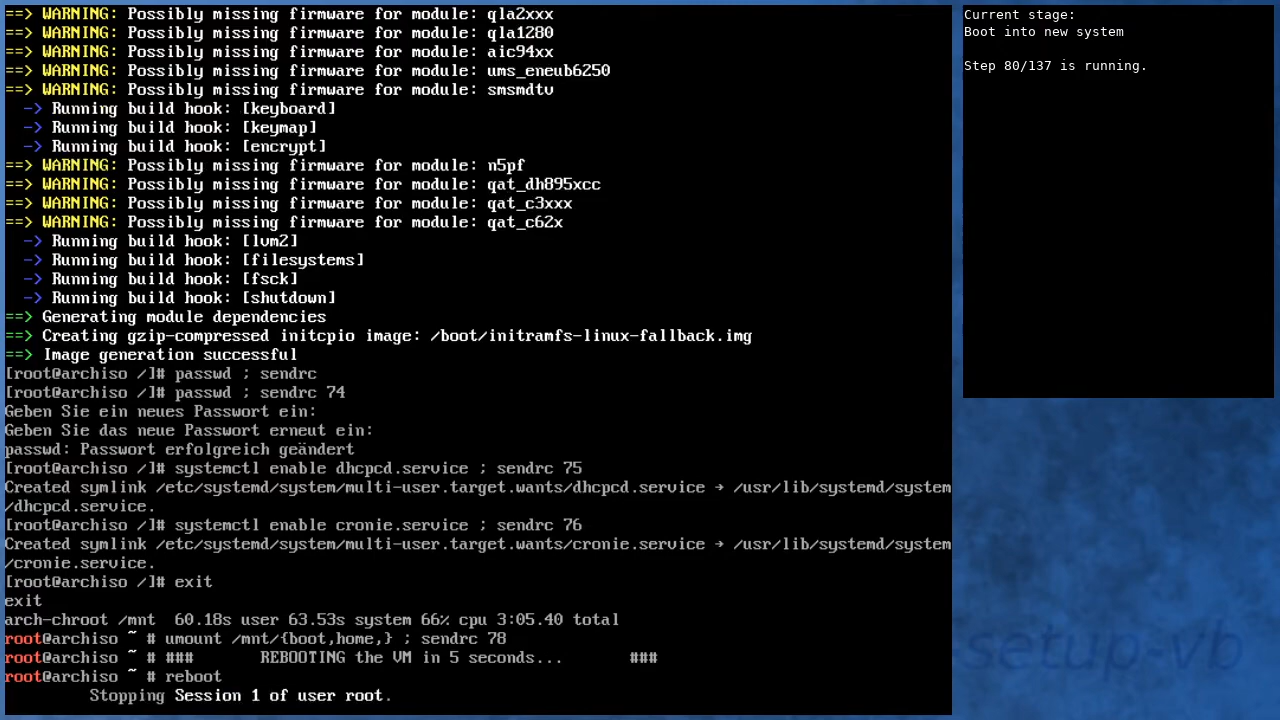 ==> WARNING: Possibly missing firmware for module: qla2xxx
==> WARNING: Possibly missing firmware for module: qla1280
==> WARNING: Possibly missing firmware for module: aic94xx
==> WARNING: Possibly missing firmware for module: ums_eneub6250
==> WARNING: Possibly missing firmware for module: smsmdtv
-> Running build hook: [keyboard]
-> Running build hook: [keymap]
-> Running build hook: [encrypt]
==> WARNING: Possibly missing firmware for module: n5pf
==> WARNING: Possibly missing firmware for module: qat_dh895xcc
==> WARNING: Possibly missing firmware for module: qat_c3xxx
==> WARNING: Possibly missing firmware for module: qat_c62x
-> Running build hook: [lvm2]
-> Running build hook: [filesystems]
-> Running build hook: [fsck]
-> Running build hook: [shutdown]
==> Generating module dependencies
==> Creating gzip-compressed initcpio image: /boot/initramfs-linux-fallback.img
==> Image generation successful
[root@archiso /]# passwd ; sendrc
[root@archiso /]# passwd ; sendrc 74
Geben Sie ein neues Passwort ein:
Geben Sie das neue Passwort erneut ein:
passwd: Passwort erfolgreich geändert
[root@archiso /]# systemctl enable dhcpcd.service ; sendrc 75
Created symlink /etc/systemd/system/multi-user.target.wants/dhcpcd.service → /usr/lib/systemd/system
/dhcpcd.service.
[root@archiso /]# systemctl enable cronie.service ; sendrc 76
Created symlink /etc/systemd/system/multi-user.target.wants/cronie.service → /usr/lib/systemd/system
/cronie.service.
[root@archiso /]# exit
exit
arch-chroot /mnt  60.18s user 63.53s system 66% cpu 3:05.40 total
root@archiso ~ # umount /mnt/{boot,home,} ; sendrc 78
root@archiso ~ # ###       REBOOTING the VM in 5 seconds...       ###
root@archiso ~ # reboot
Stopping Session 1 of user root.
Current stage:
Boot into new system
Step 80/137 is running.
setup-vb